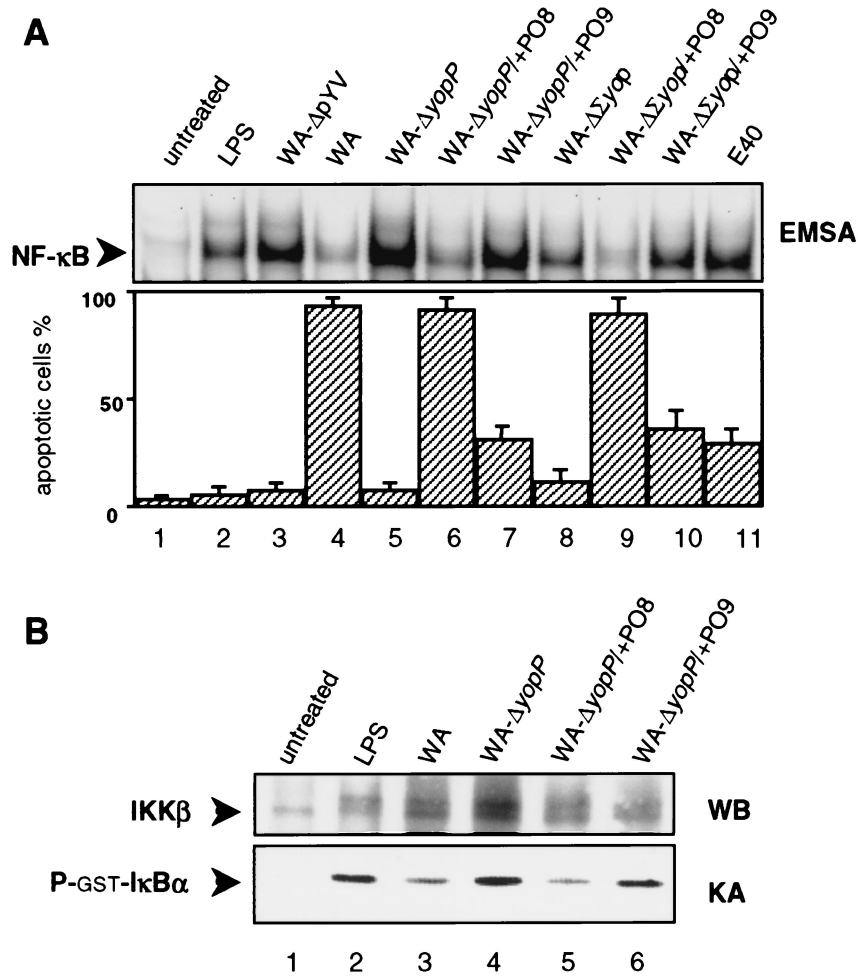 A
untreated LPS WA-ΔpYV WA WA-ΔyopP WA-ΔyopP/+PO8 WA-ΔyopP/+PO9 WA-ΔΣyop WA-ΔΣyop/+PO8 WA-ΔΣyop/+PO9 E40
NF-κB EMSA
apoptotic cells %
100
50
0
1 2 3 4 5 6 7 8 9 10 11
B
untreated LPS WA WA-ΔyopP WA-ΔyopP/+PO8 WA-ΔyopP/+PO9
IKKβ WB
P-GST-IκBα KA
1 2 3 4 5 6